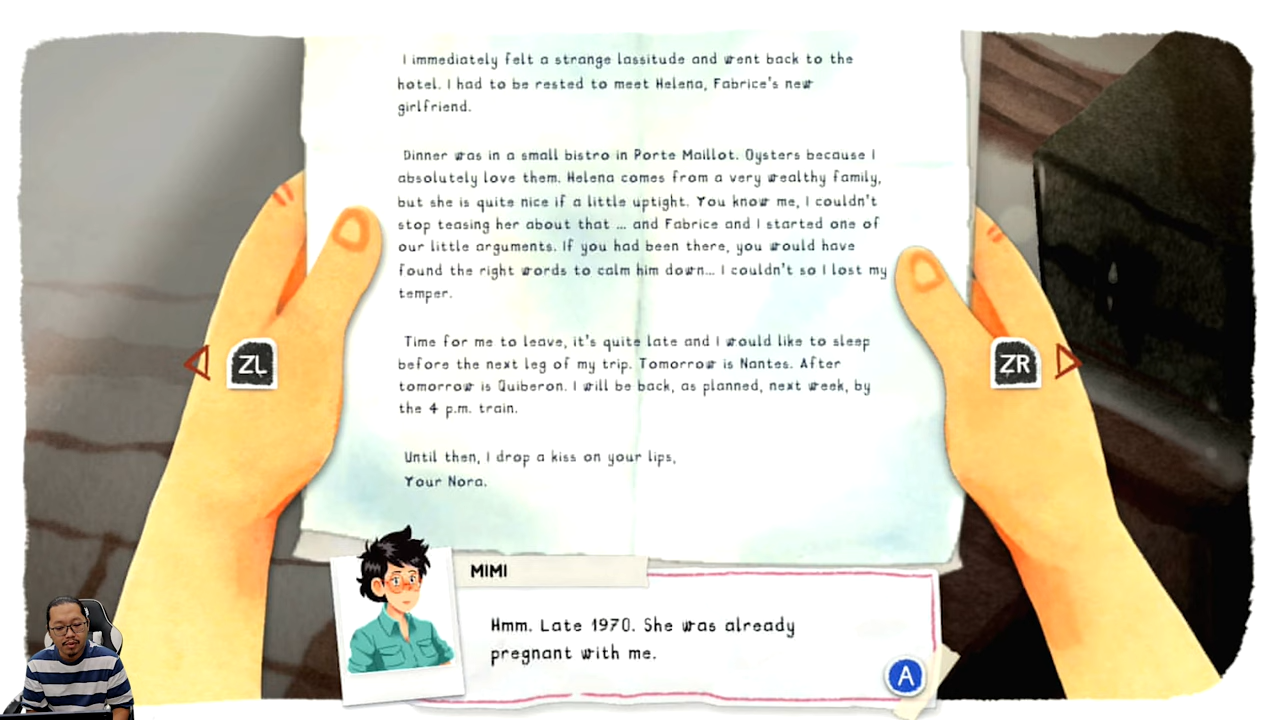 I immediately felt a strange lassitude and went back to the
hotel. I had to be rested to meet Helena, Fabrice's new
girlfriend.
Dinner was in a small bistro in Porte Maillot. Oysters because I
absolutely love them. Helena comes from a very wealthy family,
but she is quite nice if a little uptight. You know me, I couldn't
stop teasing her about that ... and Fabrice and I started one of
our little arguments. If you had been there, you would have
found the right words to calm him down... I couldn't so I lost my
temper.
Time for me to leave, it's quite late and I would like to sleep
before the next leg of my trip. Tomorrow is Nantes. After
tomorrow is Quiberon. I will be back, as planned, next week, by
the 4 p.m. train.
Until then, I drop a kiss on your lips,
Your Nora.
ZL
ZR
MIMI
Hmm. Late 1970. She was already
pregnant with me.
A